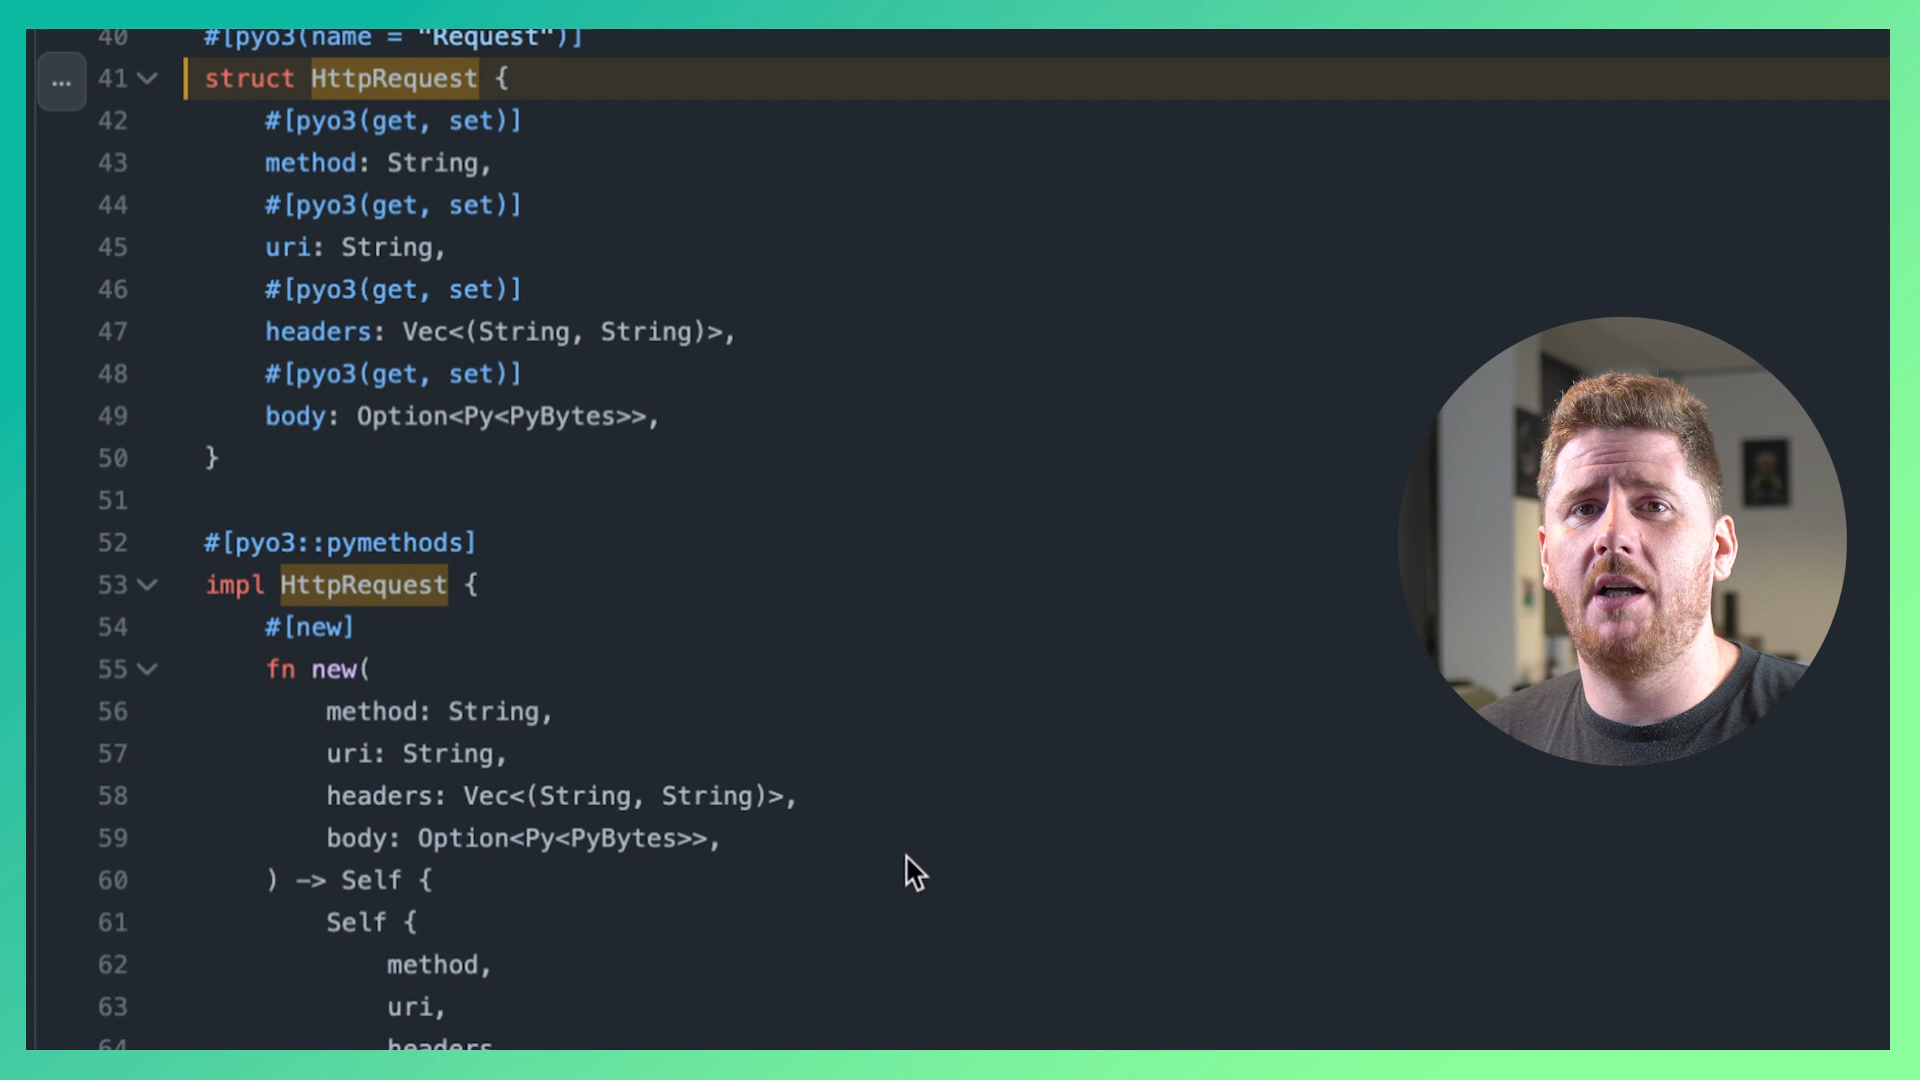 40 #[pyo3(name = "Request")]
... 41 struct HttpRequest {
42 #[pyo3(get, set)]
43 method: String,
44 #[pyo3(get, set)]
45 uri: String,
46 #[pyo3(get, set)]
47 headers: Vec<(String, String)>,
48 #[pyo3(get, set)]
49 body: Option<Py<PyBytes>>,
50 }
51
52 #[pyo3::pymethods]
53 impl HttpRequest {
54 #[new]
55 fn new(
56 method: String,
57 uri: String,
58 headers: Vec<(String, String)>,
59 body: Option<Py<PyBytes>>,
60 ) -> Self {
61 Self {
62 method,
63 uri,
64 headers